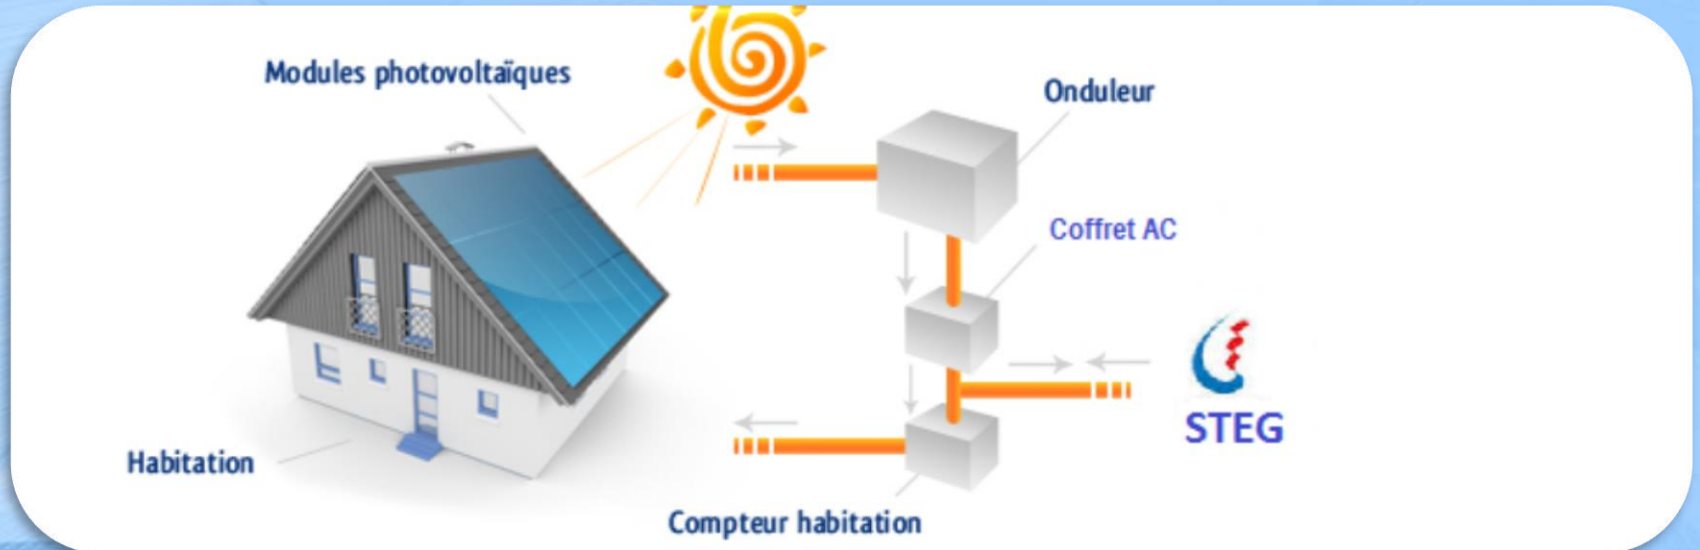 Modules photovoltaïques
Onduleur
Coffret AC
STEG
Habitation
Compteur habitation